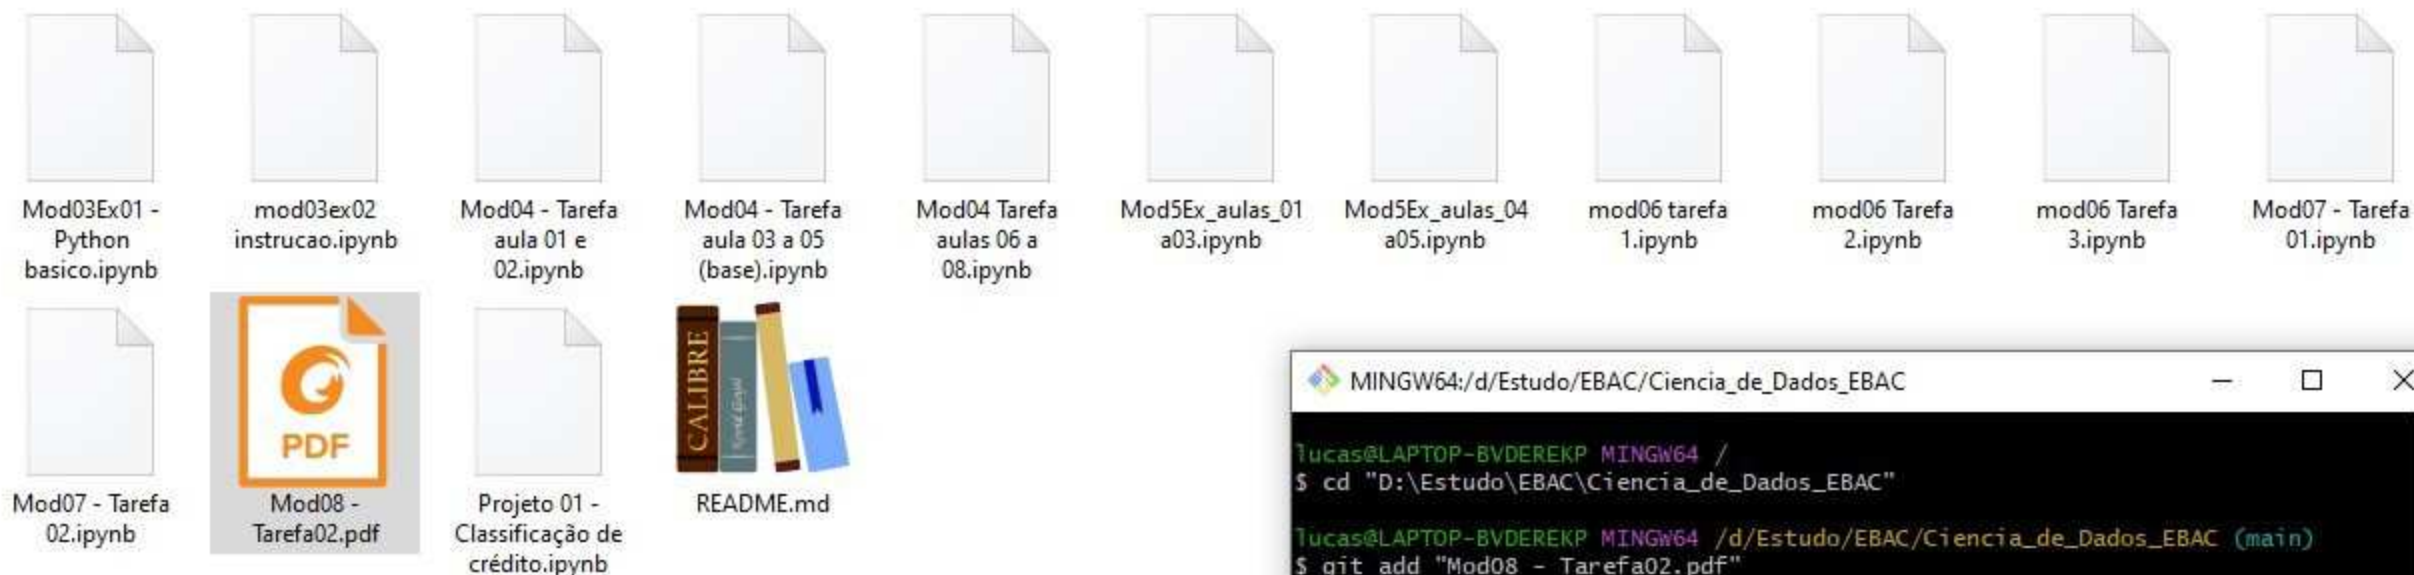 Mod03Ex01 -
Python
basico.ipynb
mod03ex02
instrucao.ipynb
Mod04 - Tarefa
aula 01 e
02.ipynb
Mod04 - Tarefa
aula 03 a 05
(base).ipynb
Mod04 Tarefa
aulas 06 a
08.ipynb
Mod5Ex_aulas_01
a03.ipynb
Mod5Ex_aulas_04
a05.ipynb
mod06 tarefa
1.ipynb
mod06 Tarefa
2.ipynb
mod06 Tarefa
3.ipynb
Mod07 - Tarefa
01.ipynb
Mod07 - Tarefa
02.ipynb
PDF
Mod08 -
Tarefa02.pdf
Projeto 01 -
Classificação de
crédito.ipynb
CALIBRE
README.md
MINGW64:/d/Estudo/EBAC/Ciencia_de_Dados_EBAC
lucas@LAPTOP-BVDEREKP MINGW64 /
$ cd "D:\Estudo\EBAC\Ciencia_de_Dados_EBAC"
lucas@LAPTOP-BVDEREKP MINGW64 /d/Estudo/EBAC/Ciencia_de_Dados_EBAC (main)
$ git add "Mod08 - Tarefa02.pdf"